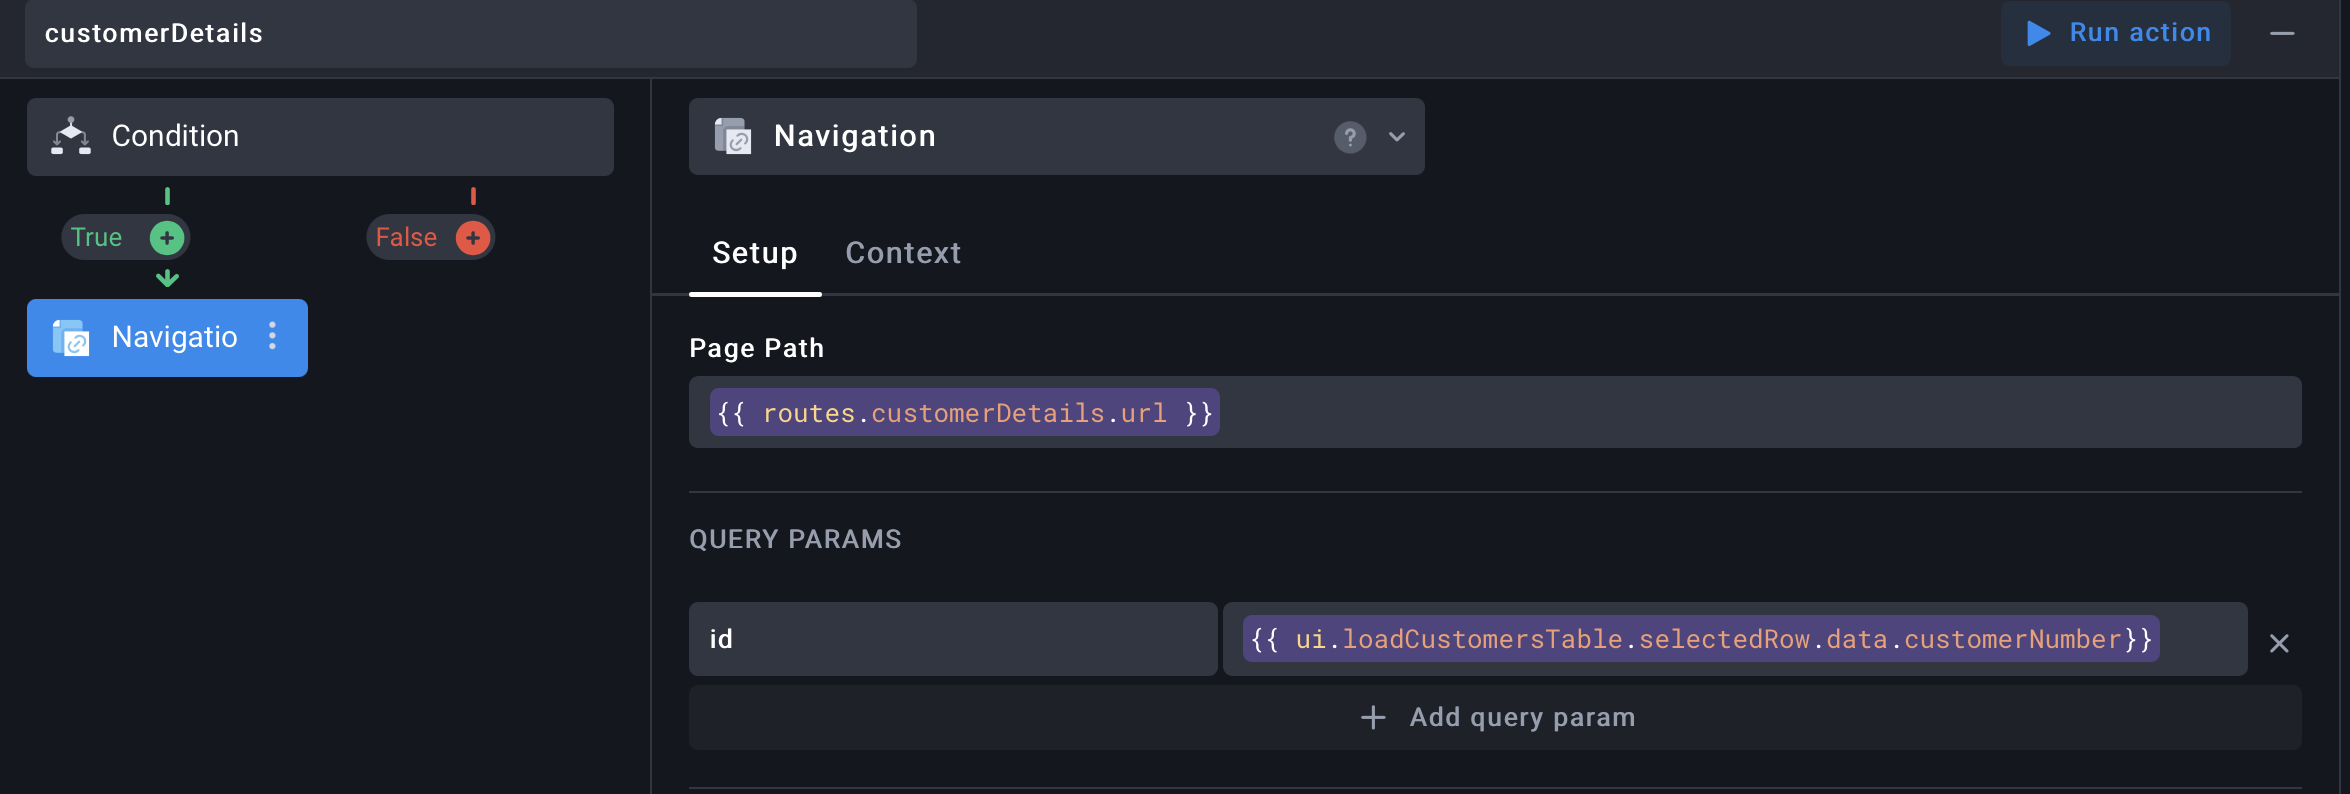 customerDetails
Run action
Condition
True
False
Navigatio
Navigation
?
Setup
Context
Page Path
{{ routes.customerDetails.url }}
QUERY PARAMS
id
{{ ui.loadCustomersTable.selectedRow.data.customerNumber}}
Add query param